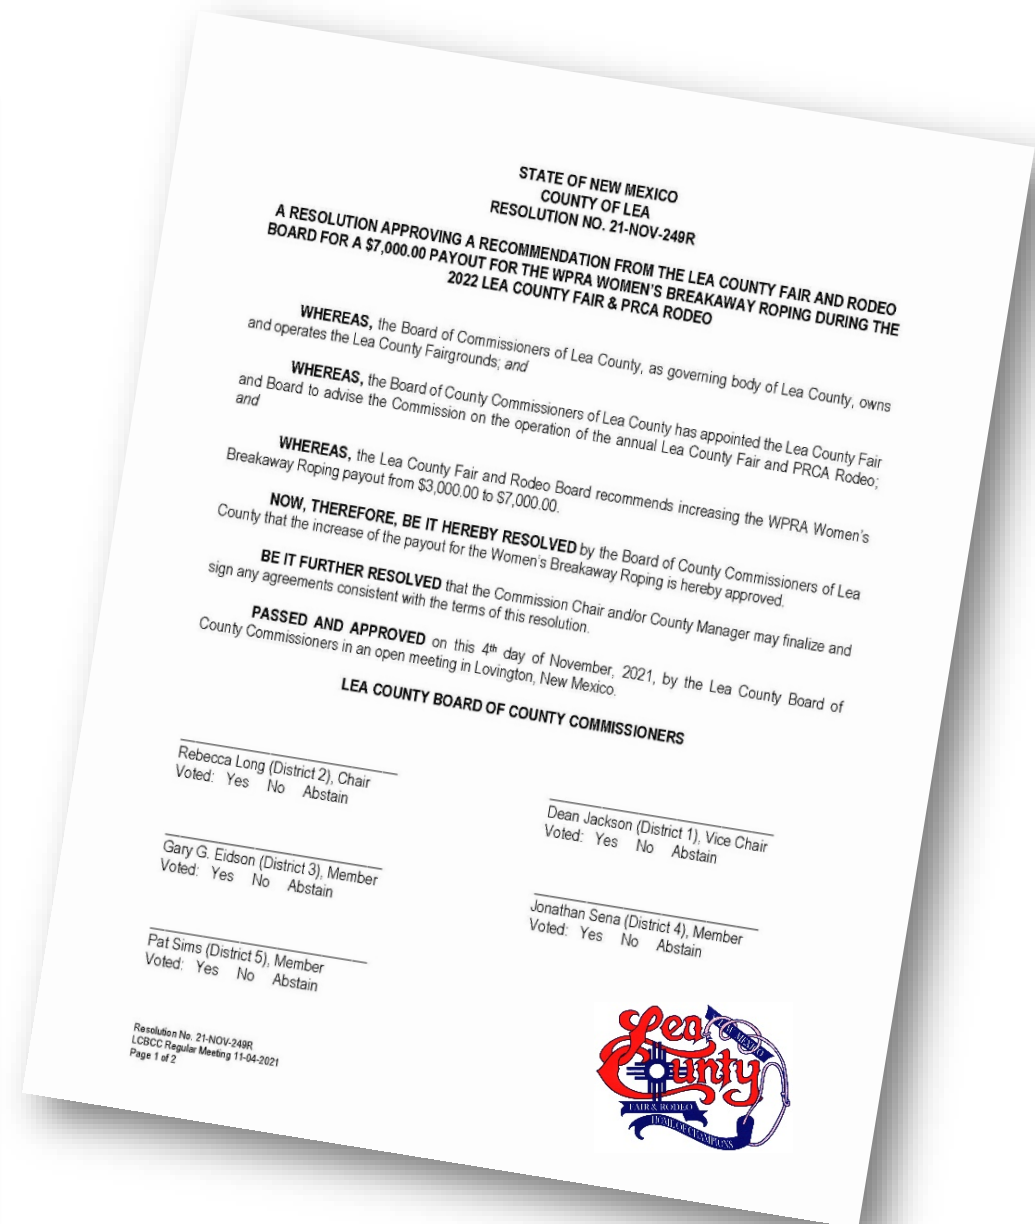 STATE OF NEW MEXICO
COUNTY OF LEA
RESOLUTION NO. 21-NOV-249R
A RESOLUTION APPROVING A RECOMMENDATION FROM THE LEA COUNTY FAIR AND RODEO
BOARD FOR A $7,000.00 PAYOUT FOR THE WPRA WOMEN'S BREAKAWAY ROPING DURING THE
2022 LEA COUNTY FAIR & PRCA RODEO
WHEREAS, the Board of Commissioners of Lea County, as governing body of Lea County, owns
and operates the Lea County Fairgrounds; and
WHEREAS, the Board of County Commissioners of Lea County has appointed the Lea County Fair
and Board to advise the Commission on the operation of the annual Lea County Fair and PRCA Rodeo;
and
WHEREAS, the Lea County Fair and Rodeo Board recommends increasing the WPRA Women's
Breakaway Roping payout from $3,000.00 to $7,000.00.
NOW, THEREFORE, BE IT HEREBY RESOLVED by the Board of County Commissioners of Lea
County that the increase of the payout for the Women's Breakaway Roping is hereby approved.
BE IT FURTHER RESOLVED that the Commission Chair and/or County Manager may finalize and
sign any agreements consistent with the terms of this resolution.
PASSED AND APPROVED on this 4th day of November, 2021, by the Lea County Board of
County Commissioners in an open meeting in Lovington, New Mexico.
LEA COUNTY BOARD OF COUNTY COMMISSIONERS
Rebecca Long (District 2), Chair
Voted: Yes No Abstain
Dean Jackson (District 1), Vice Chair
Voted: Yes No Abstain
Gary G. Eidson (District 3), Member
Voted: Yes No Abstain
Jonathan Sena (District 4), Member
Voted: Yes No Abstain
Pat Sims (District 5), Member
Voted: Yes No Abstain
Resolution No. 21-NOV-249R
LCBCC Regular Meeting 11-04-2021
Page 1 of 2
Lea
NEW MEXICO
County
FAIR & RODEO
HOME OF CHAMPIONS